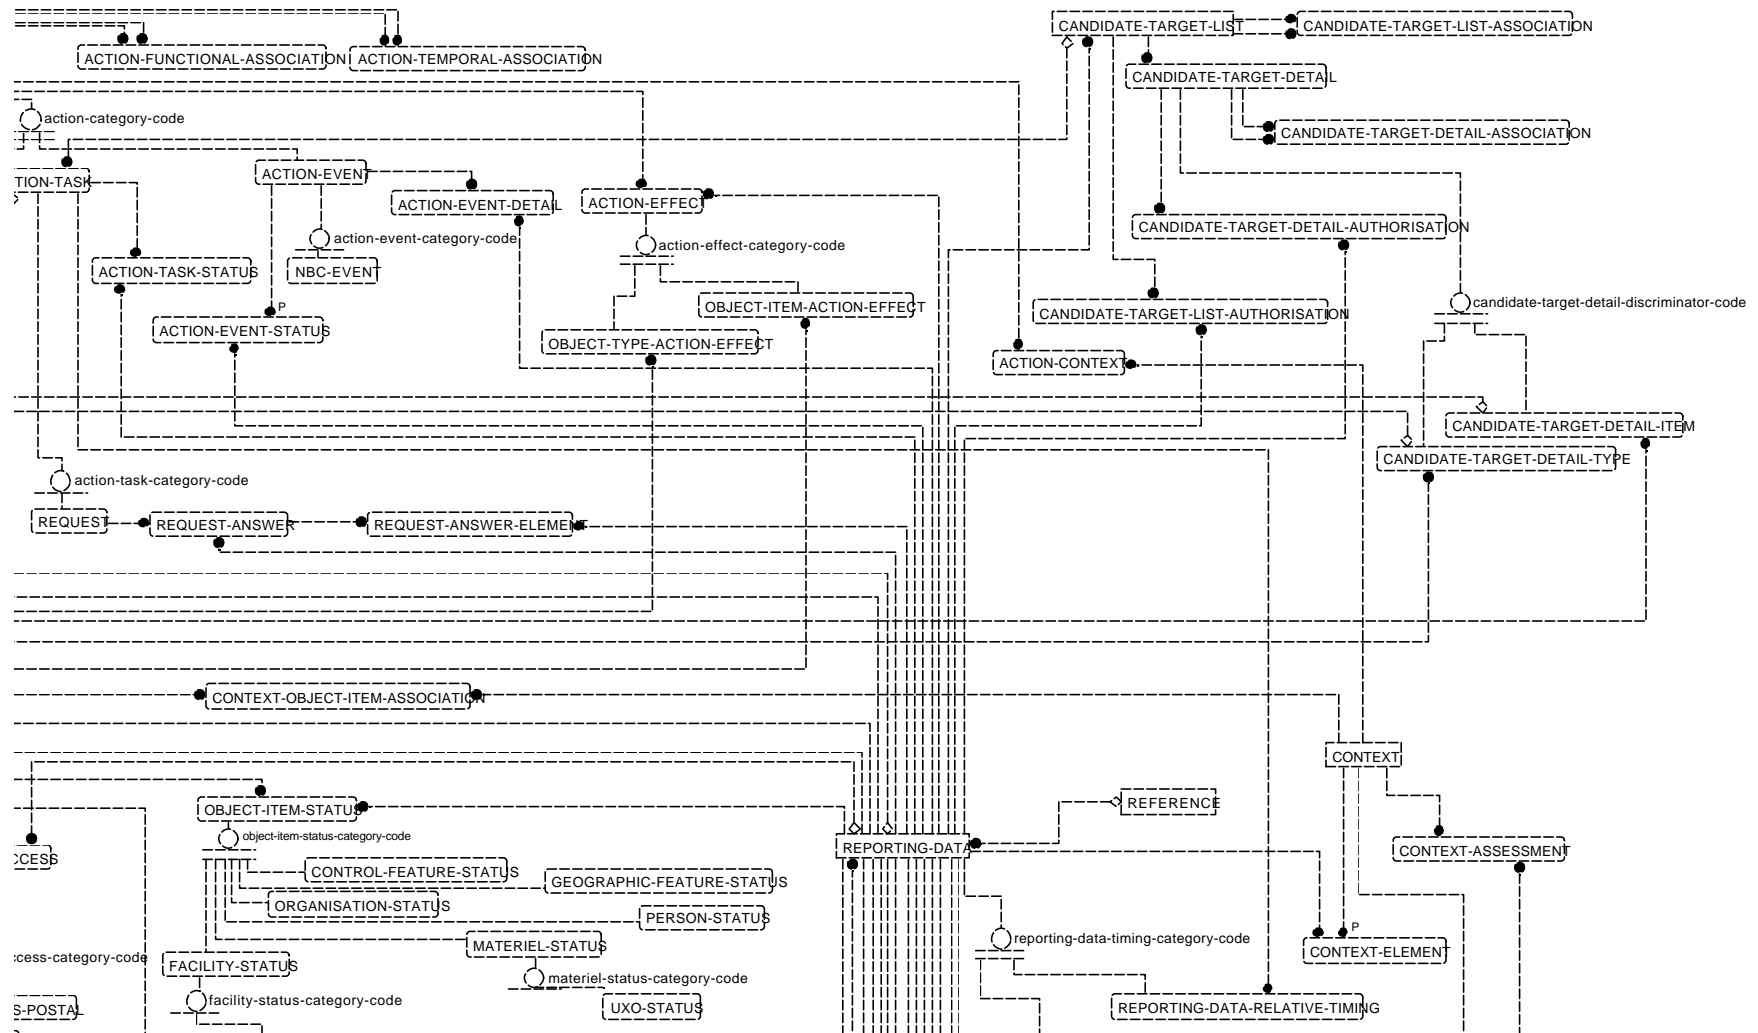 CANDIDATE-TARGET-LIST
CANDIDATE-TARGET-LIST-ASSOCIATION
ACTION-FUNCTIONAL-ASSOCIATION
ACTION-TEMPORAL-ASSOCIATION
CANDIDATE-TARGET-DETAIL
action-category-code
CANDIDATE-TARGET-DETAIL-ASSOCIATION
ACTION-EVENT
TION-TASK
ACTION-EVENT-DETAIL
ACTION-EFFECT
CANDIDATE-TARGET-DETAIL-AUTHORISATION
action-event-category-code
action-effect-category-code
ACTION-TASK-STATUS
NBC-EVENT
P
OBJECT-ITEM-ACTION-EFFECT
candidate-target-detail-discriminator-code
CANDIDATE-TARGET-LIST-AUTHORISATION
ACTION-EVENT-STATUS
OBJECT-TYPE-ACTION-EFFECT
ACTION-CONTEXT
CANDIDATE-TARGET-DETAIL-ITEM
CANDIDATE-TARGET-DETAIL-TYPE
action-task-category-code
REQUEST
REQUEST-ANSWER
REQUEST-ANSWER-ELEMENT
CONTEXT-OBJECT-ITEM-ASSOCIATION
CONTEXT
REFERENCE
OBJECT-ITEM-STATUS
object-item-status-category-code
REPORTING-DATA
CONTEXT-ASSESSMENT
CCESS
CONTROL-FEATURE-STATUS
GEOGRAPHIC-FEATURE-STATUS
ORGANISATION-STATUS
PERSON-STATUS
P
reporting-data-timing-category-code
MATERIEL-STATUS
CONTEXT-ELEMENT
ccess-category-code
FACILITY-STATUS
materiel-status-category-code
facility-status-category-code
S-POSTAL
UXO-STATUS
REPORTING-DATA-RELATIVE-TIMING